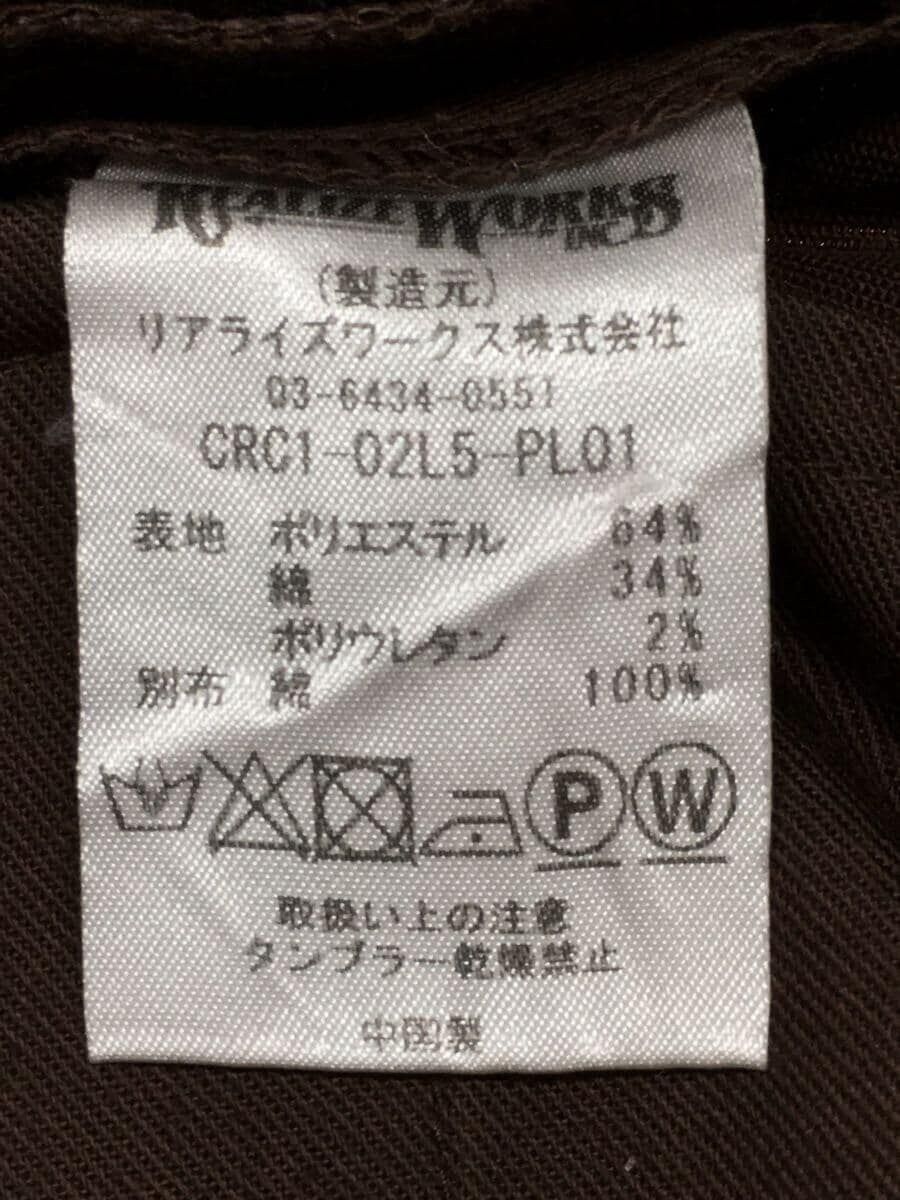 REALIZE WORKS
INC.
(製造元)
リアライズワークス株式会社
03-6434-0551
CRC1-02L5-PL01
表地 ポリエステル 64%
綿 34%
ポリウレタン 2%
別布 綿 100%
P W
取扱い上の注意
タンブラー乾燥禁止
中国製